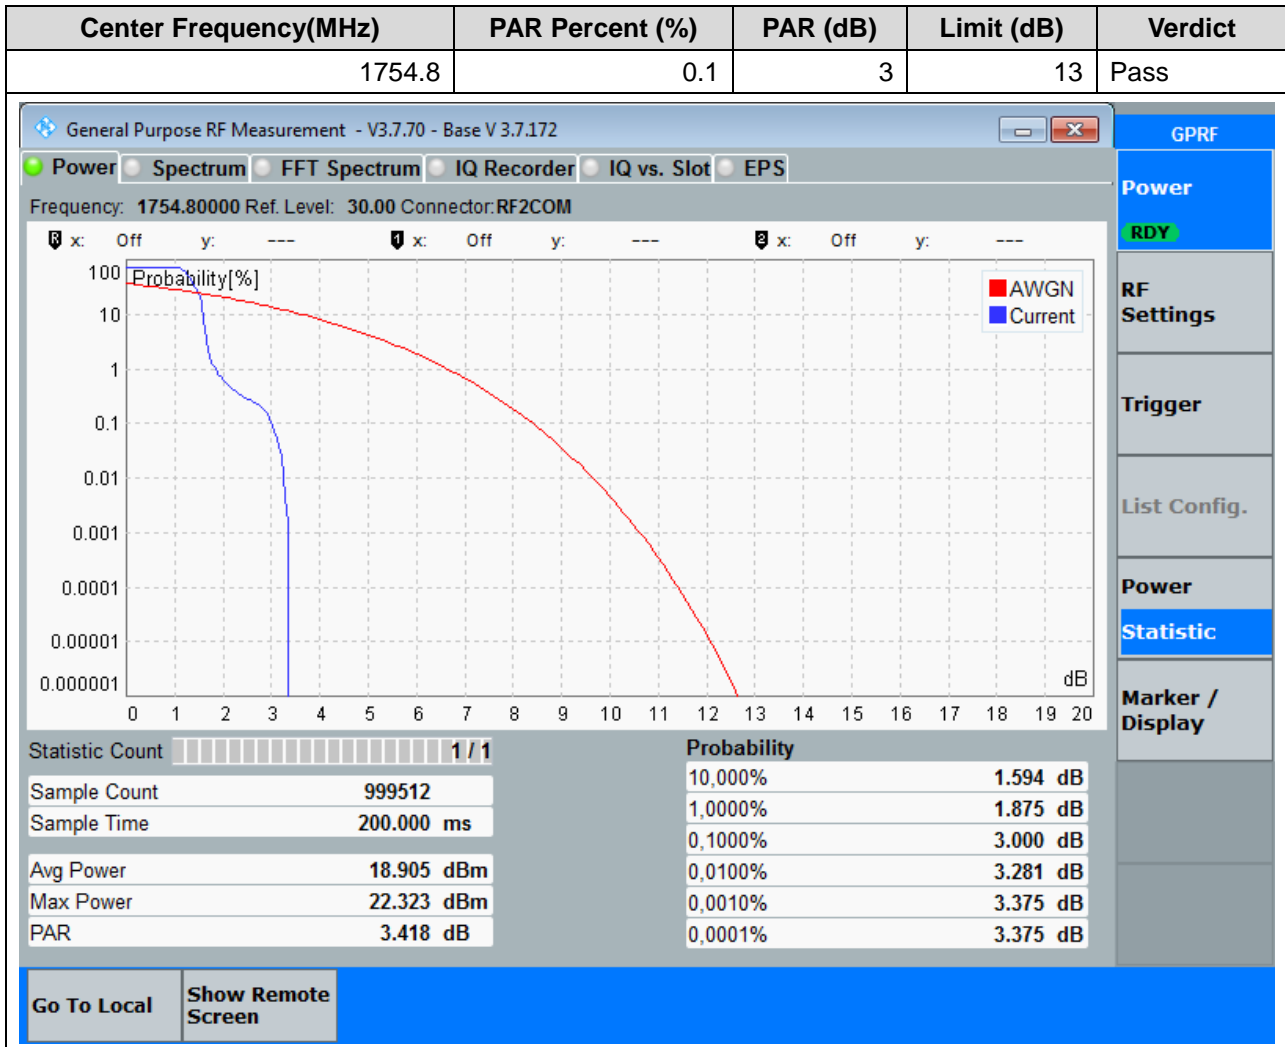 Center Frequency(MHz) PAR Percent (%) PAR (dB) Limit (dB) Verdict
1754.8 0.1 3 13 Pass
General Purpose RF Measurement - V3.7.70 - Base V 3.7.172
GPRF
Power Spectrum FFT Spectrum IQ Recorder IQ vs. Slot EPS
Power
RDY
Frequency: 1754.80000 Ref. Level: 30.00 Connector:RF2COM
R x: Off y: --- 1 x: Off y: --- 2 x: Off y: ---
Probability[%]
AWGN
Current
100
10
1
0.1
0.01
0.001
0.0001
0.00001
0.000001
dB
0 1 2 3 4 5 6 7 8 9 10 11 12 13 14 15 16 17 18 19 20
RF
Settings
Trigger
List Config.
Power
Statistic
Marker /
Display
Statistic Count 1 / 1
Sample Count 999512
Sample Time 200.000 ms
Avg Power 18.905 dBm
Max Power 22.323 dBm
PAR 3.418 dB
Probability
10,000% 1.594 dB
1,0000% 1.875 dB
0,1000% 3.000 dB
0,0100% 3.281 dB
0,0010% 3.375 dB
0,0001% 3.375 dB
Go To Local
Show Remote
Screen